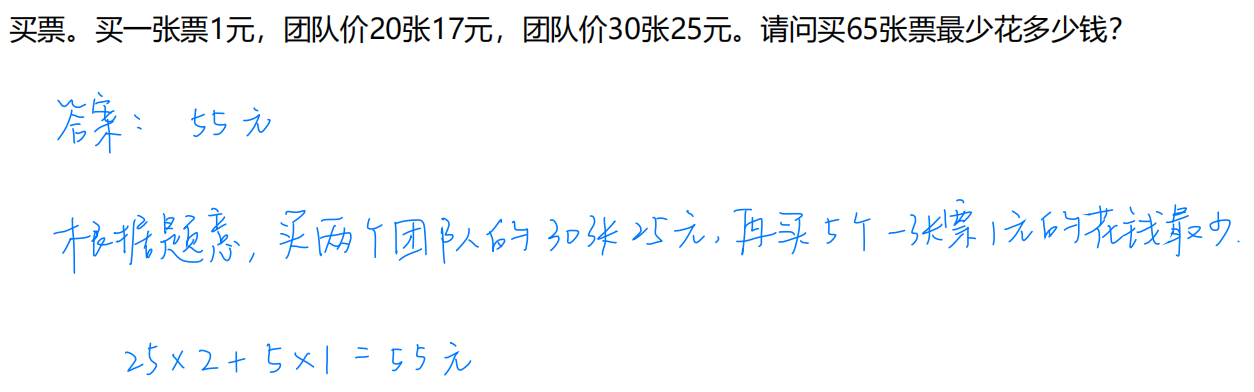 买票。买一张票1元，团队价20张17元，团队价30张25元。请问买65张票最少花多少钱？
答案： 55元
根据题意，买两个团队的30张25元，再买5个一张票1元的花钱最少.
25×2+5×1=55元